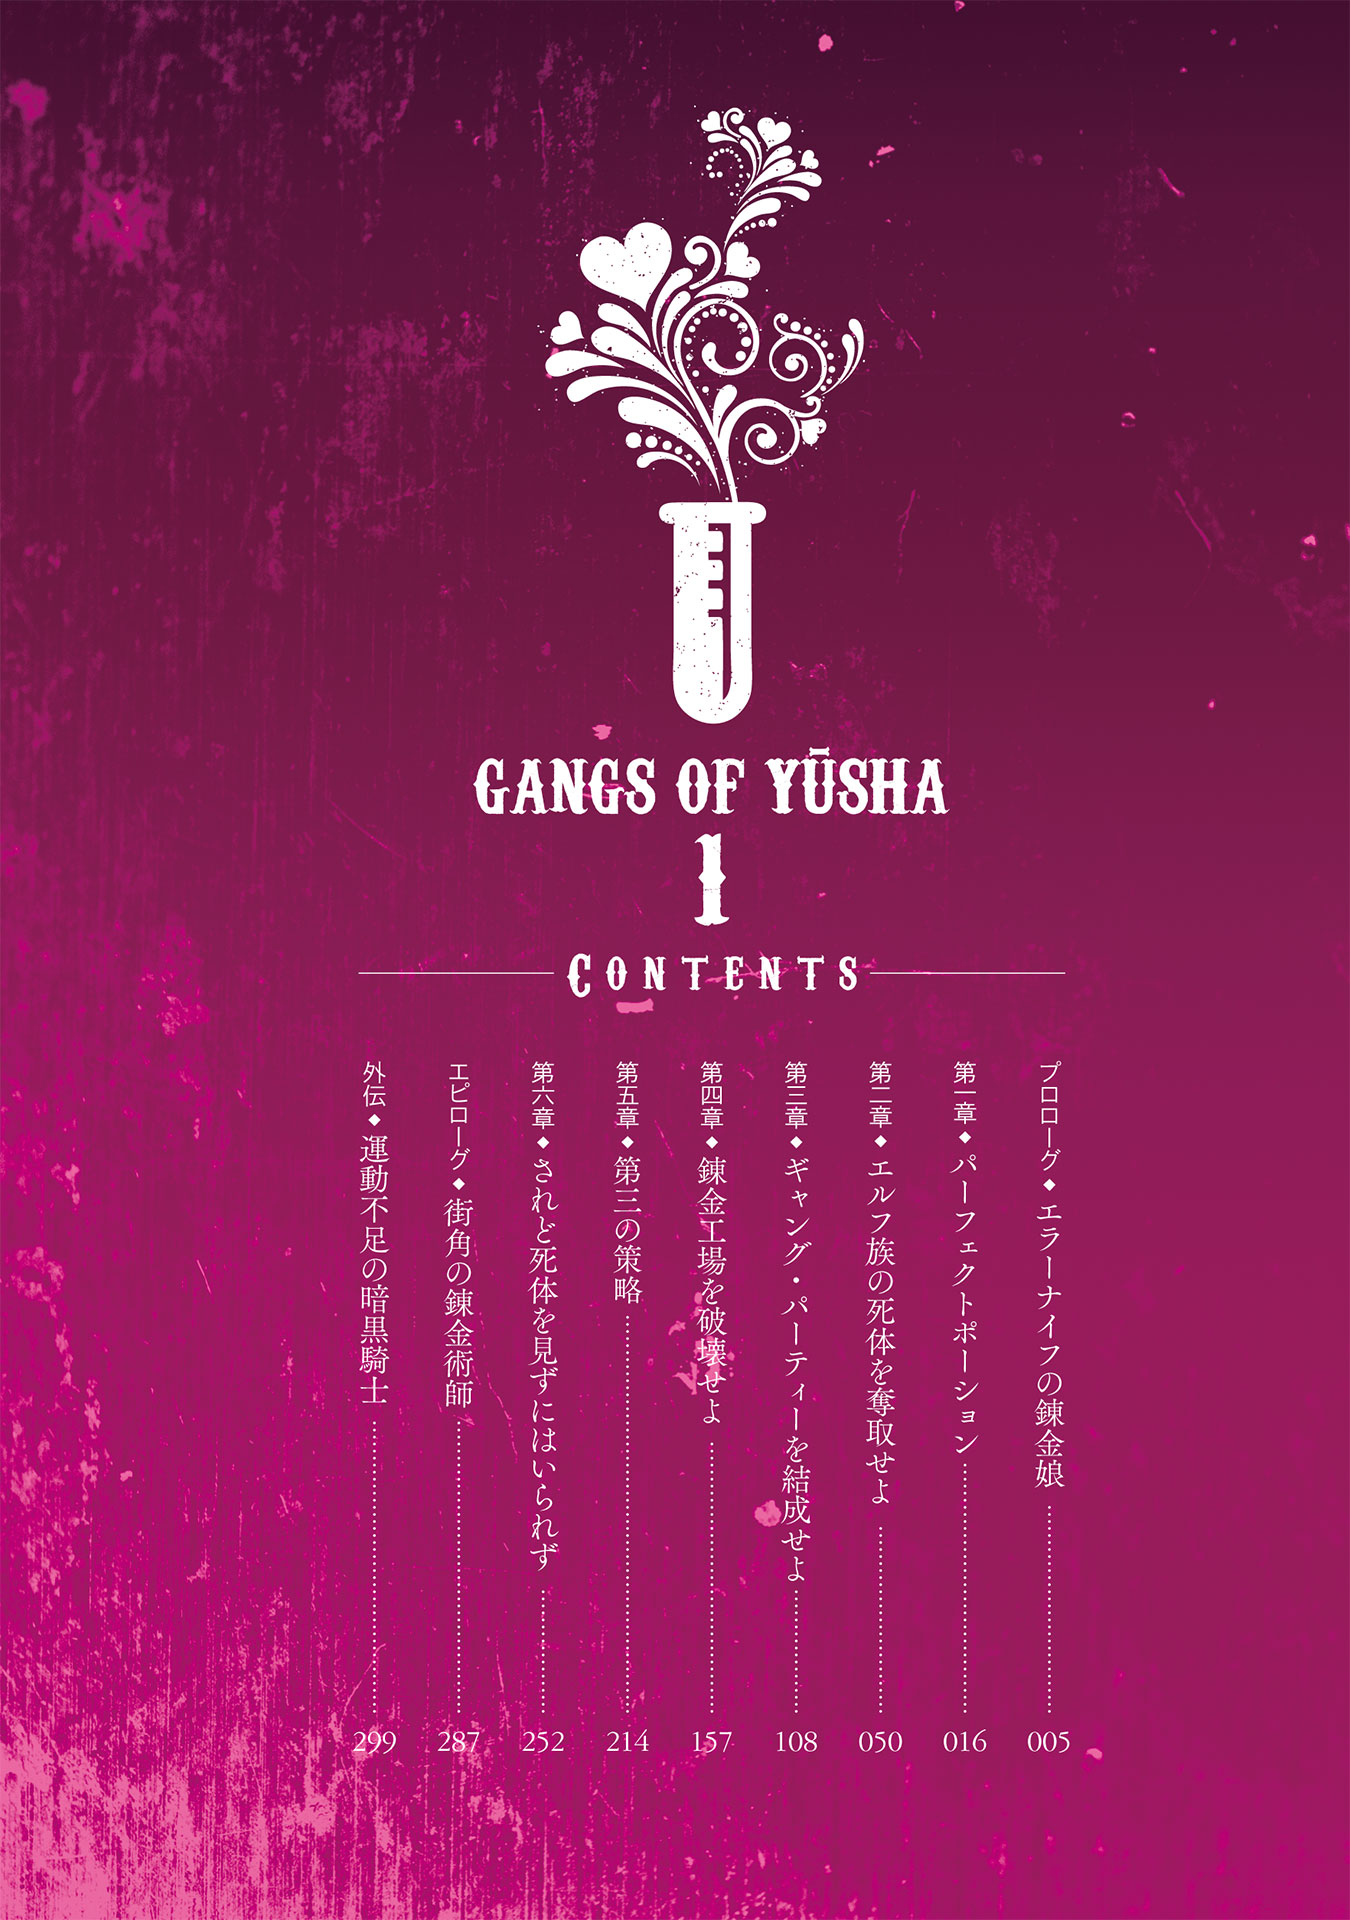 GANGS OF YŪSHA
1
CONTENTS
プロローグ◆エラーナイフの錬金娘 005
第一章◆パーフェクトポーション 016
第二章◆エルフ族の死体を奪取せよ 050
第三章◆ギャング・パーティーを結成せよ 108
第四章◆錬金工場を破壊せよ 157
第五章◆第三の策略 214
第六章◆されど死体を見ずにはいられず 252
エピローグ◆街角の錬金術師 287
外伝◆運動不足の暗黒騎士 299